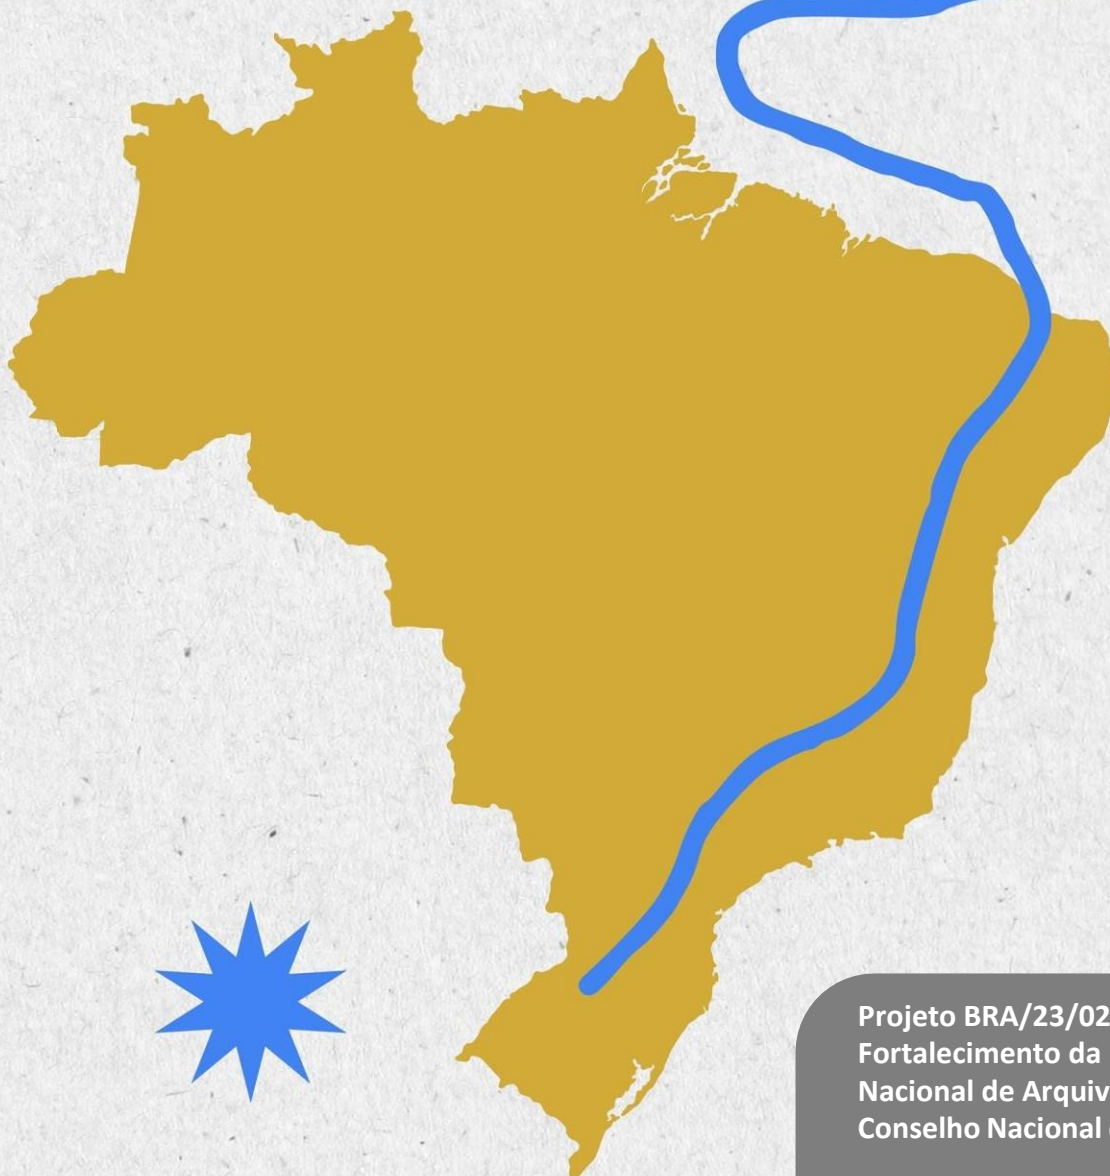 Projeto BRA/23/02
Fortalecimento da
Nacional de Arquiv
Conselho Nacional